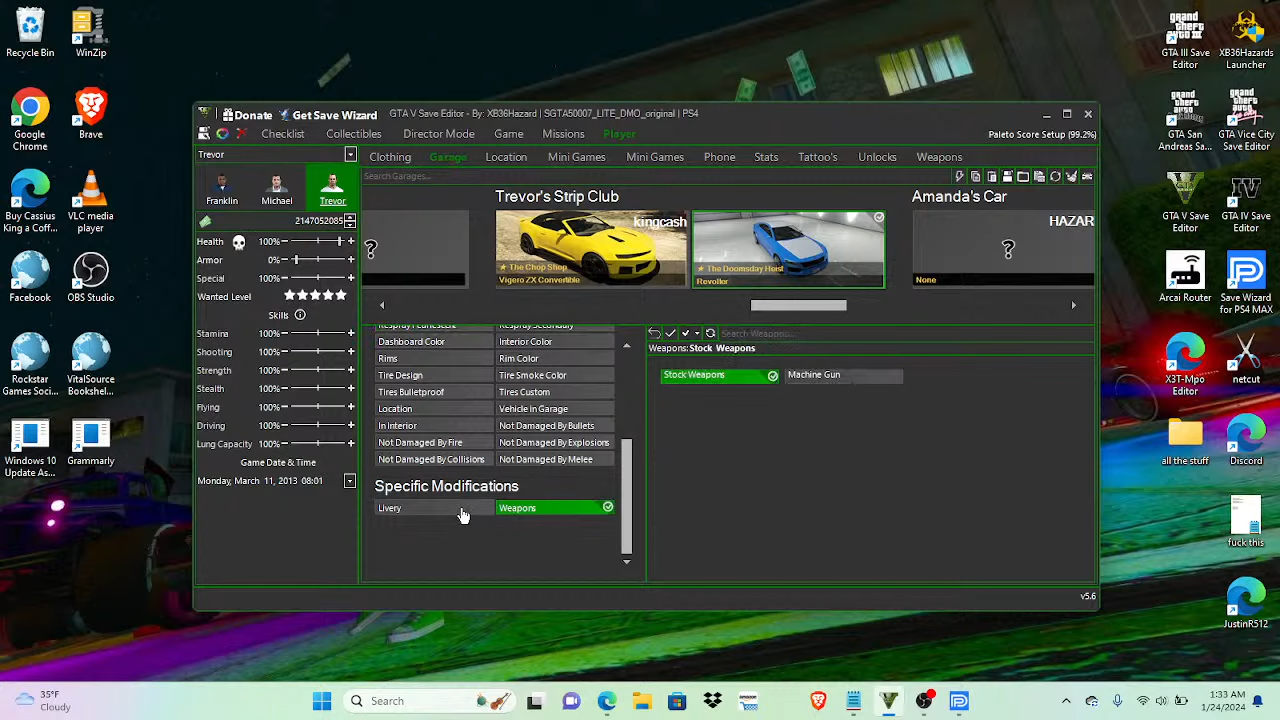 Recycle Bin
WinZip
Google Chrome
Brave
Buy Cassius King a Coff...
VLC media player
Facebook
OBS Studio
Rockstar Games Soci...
VitalSource Bookshel...
Windows 10 Update As...
Grammarly
Donate
Get Save Wizard
GTA V Save Editor - By: XB36Hazard | SGTA50007_LITE_DMO_original | PS4
Checklist
Collectibles
Director Mode
Game
Missions
Player
Paleto Score Setup (99.2%)
Trevor
Clothing
Garage
Location
Mini Games
Mini Games
Phone
Stats
Tattoo's
Unlocks
Weapons
Search Garages...
Franklin
Michael
Trevor
2147052085
Health 100%
Armor 0%
Special 100%
Wanted Level
Skills
Stamina 100%
Shooting 100%
Strength 100%
Stealth 100%
Flying 100%
Driving 100%
Lung Capacity 100%
Game Date & Time
Monday, March 11, 2013 08:01
Trevor's Strip Club
kingcash
★ The Chop Shop
Vigero ZX Convertible
★ The Doomsday Heist
Revolter
Amanda's Car
HAZAR
?
None
?
Respray Pearlescent
Respray Secondary
Dashboard Color
Interior Color
Rims
Rim Color
Tire Design
Tire Smoke Color
Tires Bulletproof
Tires Custom
Location
Vehicle In Garage
In Interior
Not Damaged By Bullets
Not Damaged By Fire
Not Damaged By Explosions
Not Damaged By Collisions
Not Damaged By Melee
Specific Modifications
Livery
Weapons
Search Weapons...
Weapons: Stock Weapons
Stock Weapons
Machine Gun
v5.6
GTA III Save Editor
XB36Hazards Launcher
GTA San Andreas Sa...
GTA Vice City Save Editor
GTA V Save Editor
GTA IV Save Editor
Arcai Router
Save Wizard for PS4 MAX
X3T-Mpo Editor
netcut
all the stuff
Discord
fuck this
JustinR512
35°F
Cloudy
Search
1:33 AM
1/24/2024